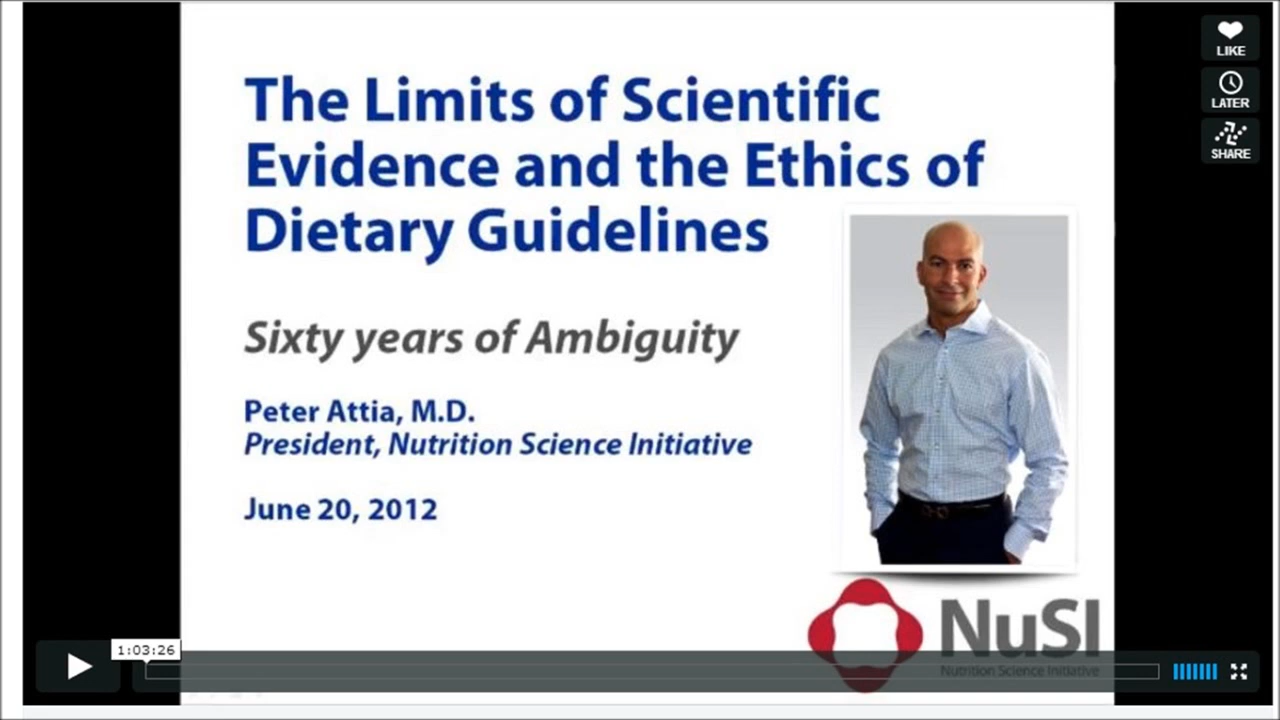 The Limits of Scientific
Evidence and the Ethics of
Dietary Guidelines
Sixty years of Ambiguity
Peter Attia, M.D.
President, Nutrition Science Initiative
June 20, 2012
NuSI
Nutrition Science Initiative
LIKE
LATER
SHARE
1:03:26